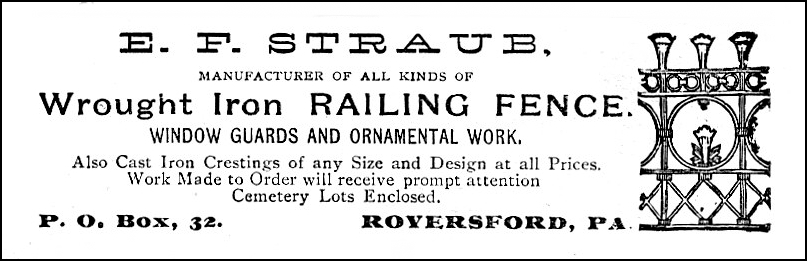 E. F. STRAUB,
MANUFACTURER OF ALL KINDS OF
Wrought Iron RAILING FENCE.
WINDOW GUARDS AND ORNAMENTAL WORK.
Also Cast Iron Crestings of any Size and Design at all Prices.
Work Made to Order will receive prompt attention
Cemetery Lots Enclosed.
P. O. Box, 32. ROYERSFORD, PA.